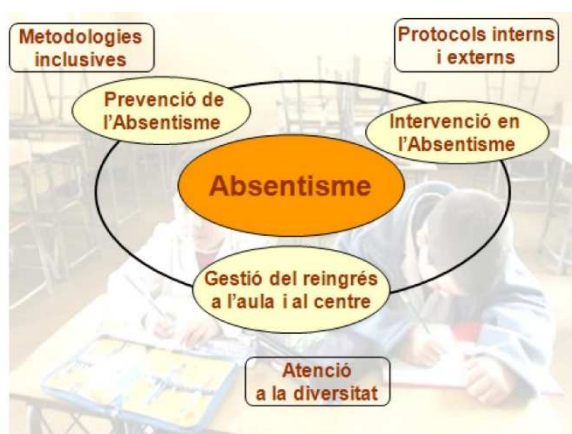 Metodologies
inclusives
Protocols interns
i externs
Prevenció de
l'Absentisme
Intervenció en
l'Absentisme
Absentisme
Gestió del reingrés
a l'aula i al centre
Atenció
a la diversitat